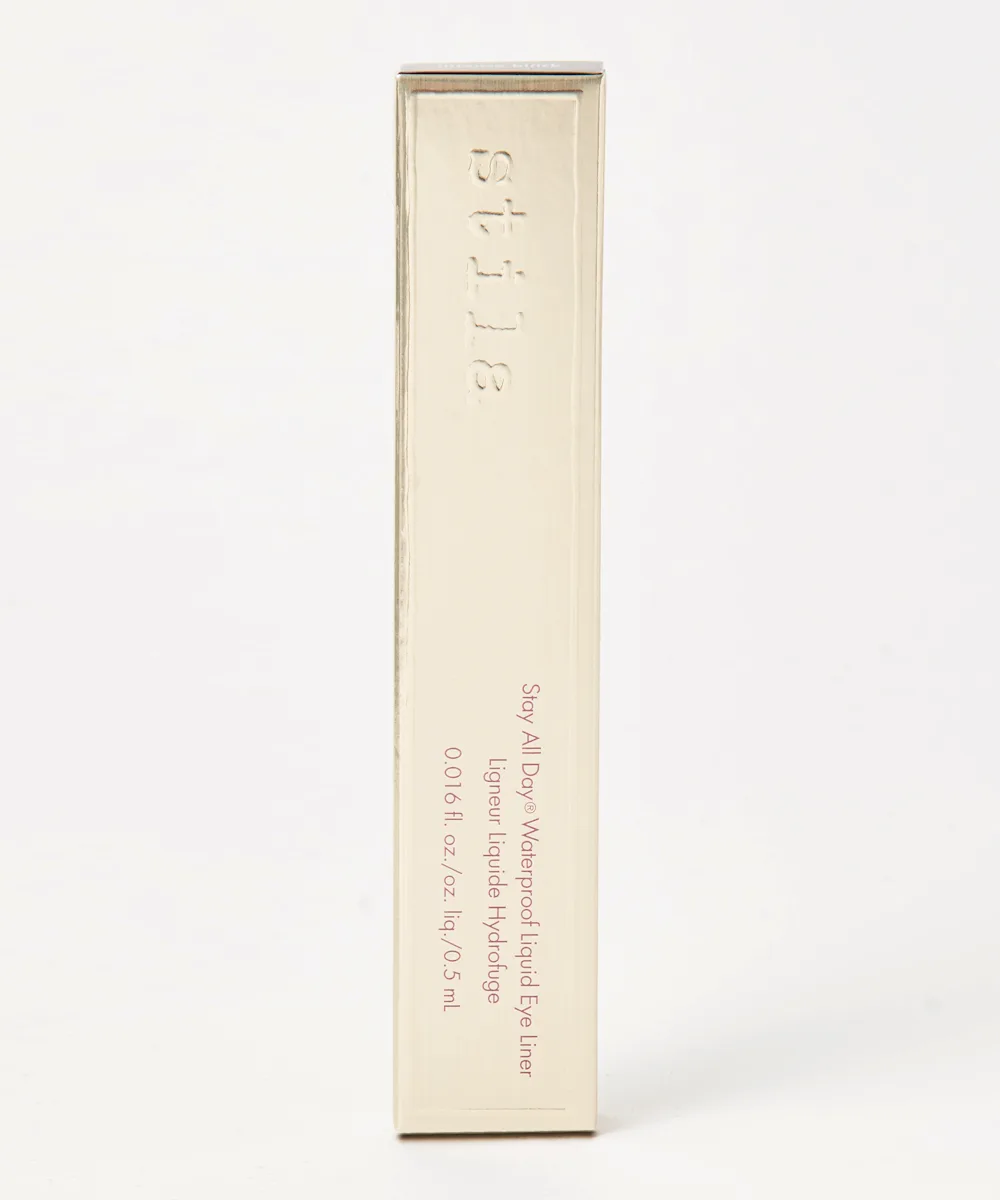 stila
Stay All Day® Waterproof Liquid Eye Liner
Ligneur Liquide Hydrofuge
0.016 fl. oz./oz. liq./0.5 mL